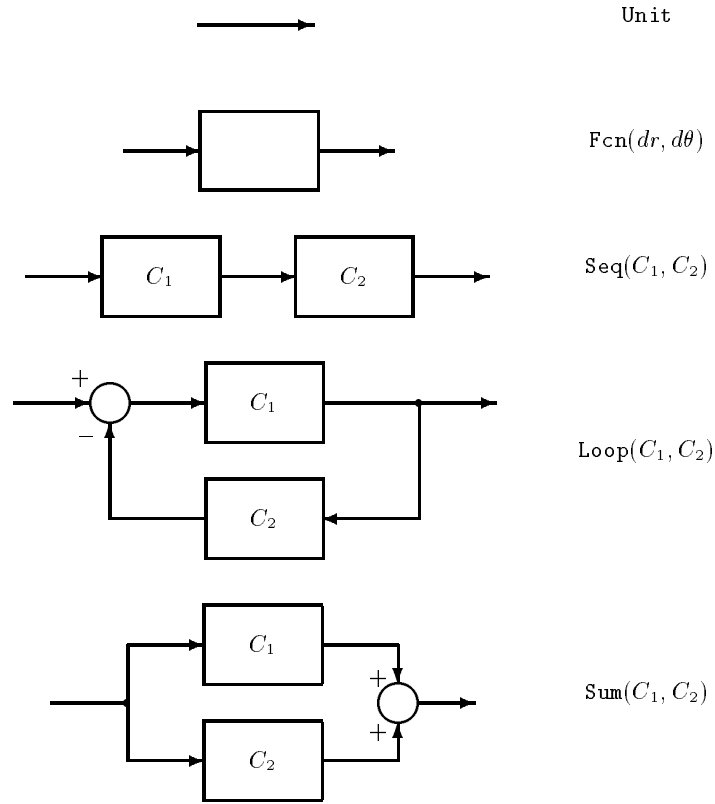 Unit
Fcn(dr, dθ)
C₁ C₂ Seq(C₁, C₂)
+
C₁
−
Loop(C₁, C₂)
C₂
C₁
+
Sum(C₁, C₂)
+
C₂